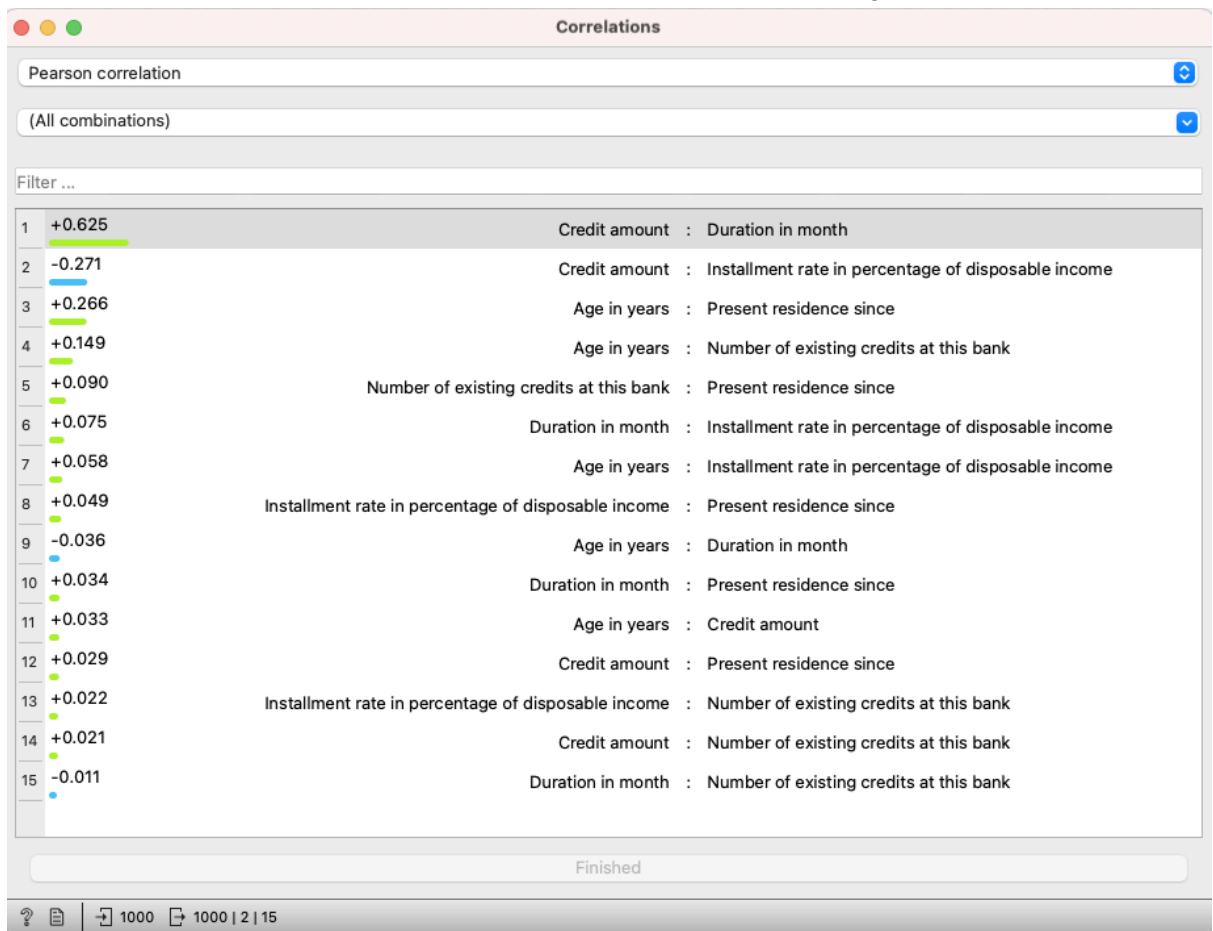 Correlations
Pearson correlation
(All combinations)
Filter ...
1 +0.625 Credit amount : Duration in month
2 -0.271 Credit amount : Installment rate in percentage of disposable income
3 +0.266 Age in years : Present residence since
4 +0.149 Age in years : Number of existing credits at this bank
5 +0.090 Number of existing credits at this bank : Present residence since
6 +0.075 Duration in month : Installment rate in percentage of disposable income
7 +0.058 Age in years : Installment rate in percentage of disposable income
8 +0.049 Installment rate in percentage of disposable income : Present residence since
9 -0.036 Age in years : Duration in month
10 +0.034 Duration in month : Present residence since
11 +0.033 Age in years : Credit amount
12 +0.029 Credit amount : Present residence since
13 +0.022 Installment rate in percentage of disposable income : Number of existing credits at this bank
14 +0.021 Credit amount : Number of existing credits at this bank
15 -0.011 Duration in month : Number of existing credits at this bank
Finished
? 1000 1000 | 2 | 15